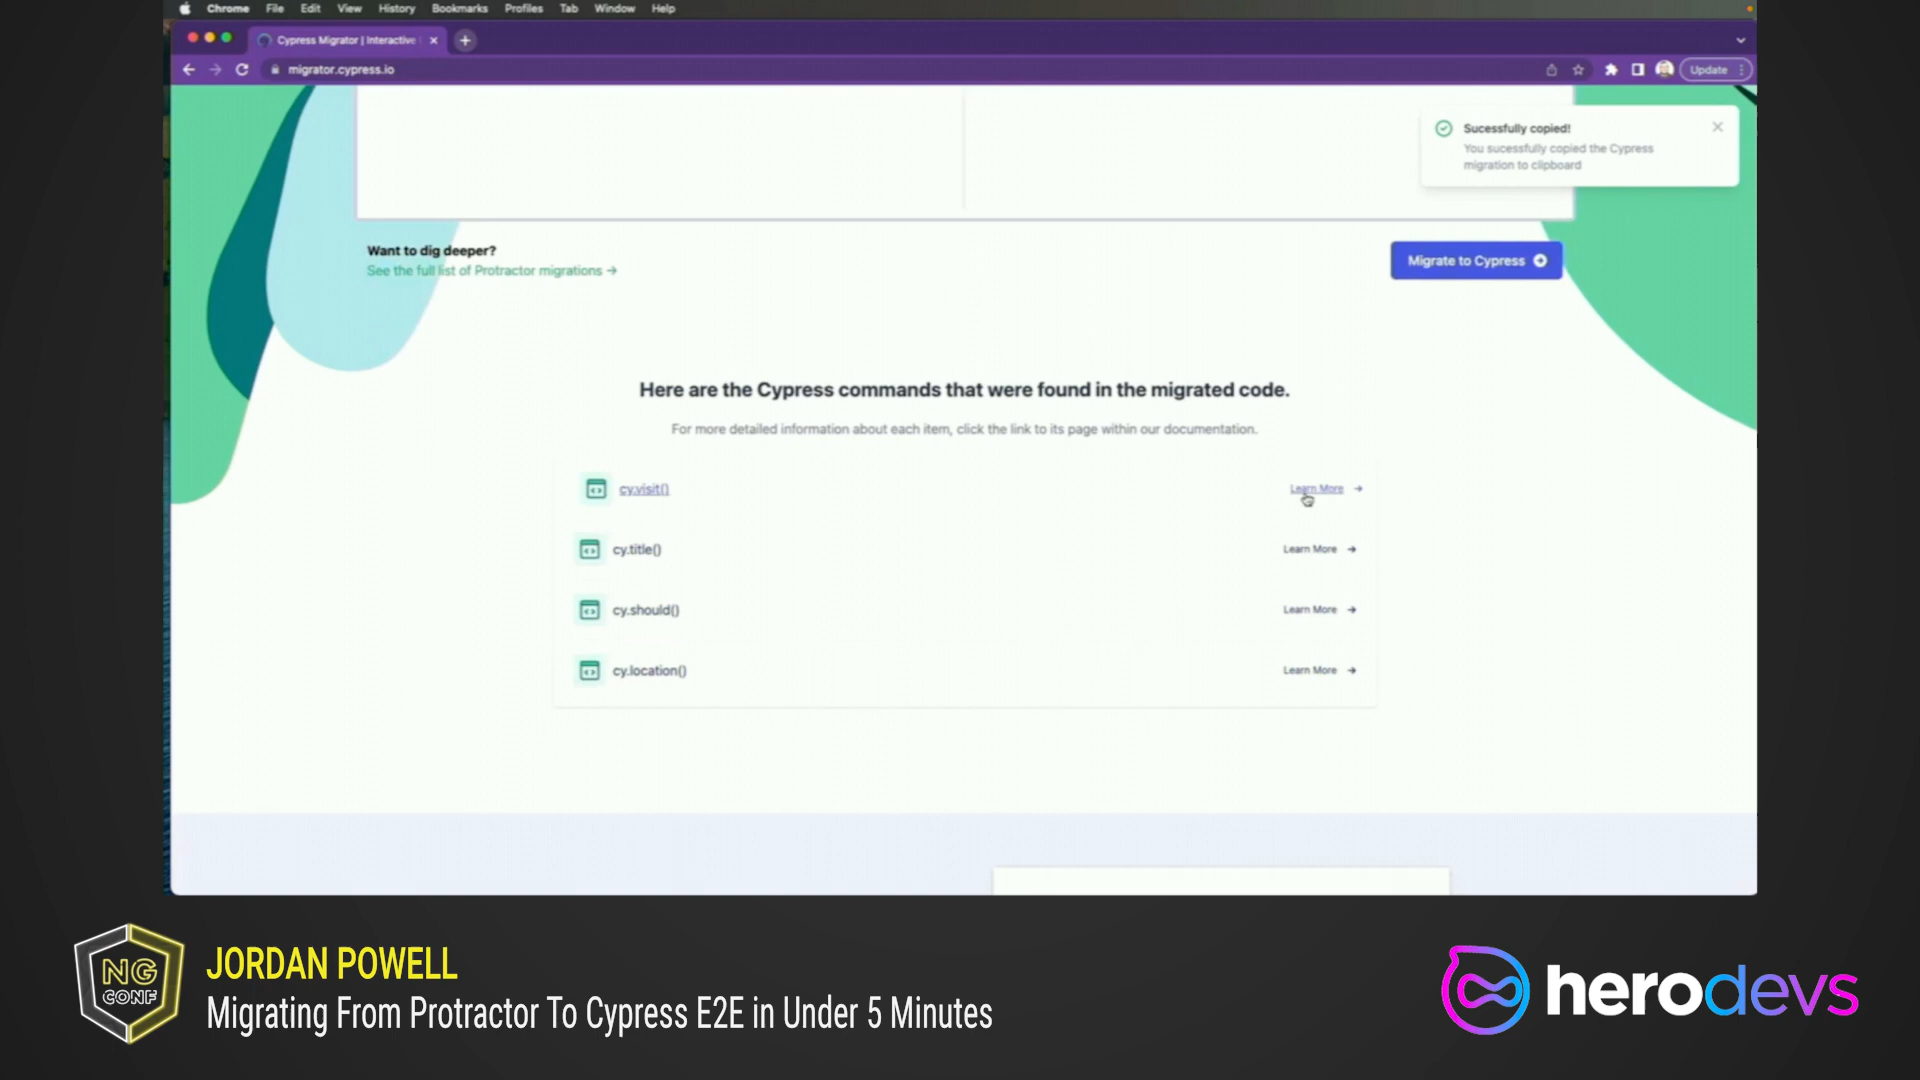 Chrome File Edit View History Bookmarks Profiles Tab Window Help
Cypress Migrator | Interactive
migrator.cypress.io
Update
Sucessfully copied!
You sucessfully copied the Cypress
migration to clipboard
Want to dig deeper?
See the full list of Protractor migrations →
Migrate to Cypress
Here are the Cypress commands that were found in the migrated code.
For more detailed information about each item, click the link to its page within our documentation.
cy.visit() Learn More →
cy.title() Learn More →
cy.should() Learn More →
cy.location() Learn More →
NG
CONF
JORDAN POWELL
Migrating From Protractor To Cypress E2E in Under 5 Minutes
herodevs